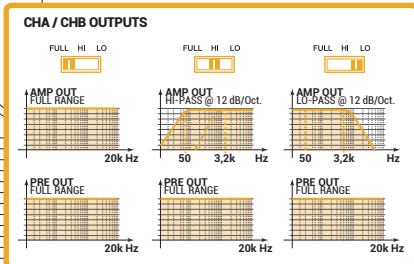 CHA / CHB OUTPUTS
FULL HI LO
FULL HI LO
FULL HI LO
AMP OUT
FULL RANGE
20k Hz
AMP OUT
HI-PASS @ 12 dB/Oct.
50 3,2k Hz
AMP OUT
LO-PASS @ 12 dB/Oct.
50 3,2k Hz
PRE OUT
FULL RANGE
20k Hz
PRE OUT
FULL RANGE
20k Hz
PRE OUT
FULL RANGE
20k Hz